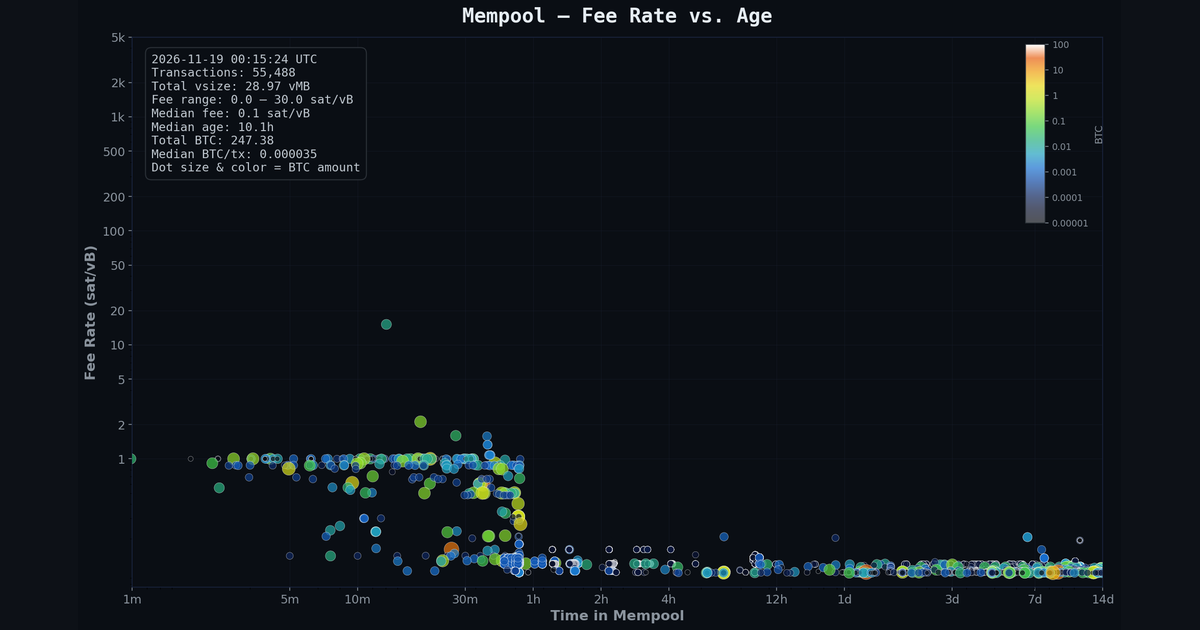 Mempool — Fee Rate vs. Age
2026-11-19 00:15:24 UTC
Transactions: 55,488
Total vsize: 28.97 vMB
Fee range: 0.0 – 30.0 sat/vB
Median fee: 0.1 sat/vB
Median age: 10.1h
Total BTC: 247.38
Median BTC/tx: 0.000035
Dot size & color = BTC amount
100
10
1
0.1
0.01
0.001
0.0001
0.00001
BTC
Fee Rate (sat/vB)
5k
2k
1k
500
200
100
50
20
10
5
2
1
1m
5m
10m
30m
1h
2h
4h
12h
1d
3d
7d
14d
Time in Mempool